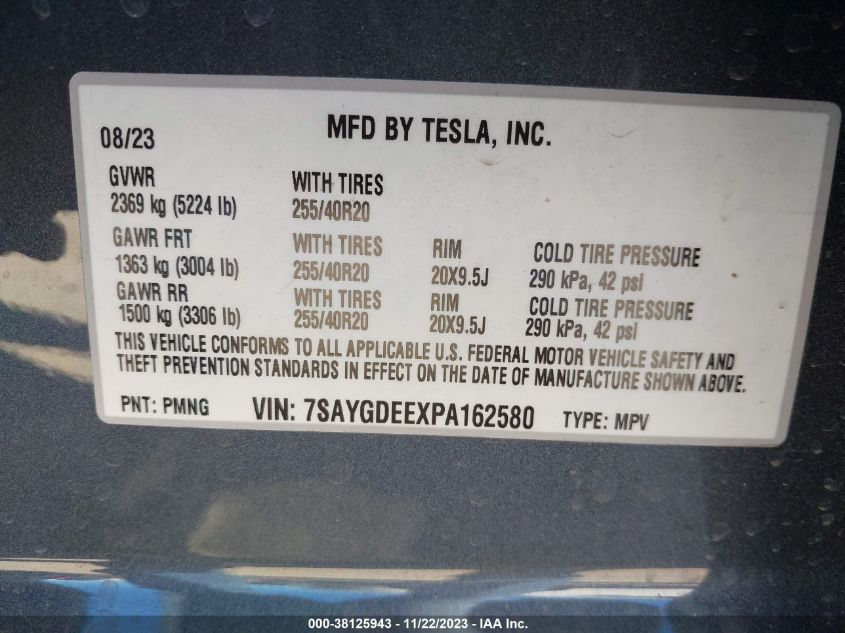 08/23 MFD BY TESLA, INC.
GVWR WITH TIRES
2369 kg (5224 lb) 255/40R20
GAWR FRT WITH TIRES RIM COLD TIRE PRESSURE
1363 kg (3004 lb) 255/40R20 20X9.5J 290 kPa, 42 psi
GAWR RR WITH TIRES RIM COLD TIRE PRESSURE
1500 kg (3306 lb) 255/40R20 20X9.5J 290 kPa, 42 psi
THIS VEHICLE CONFORMS TO ALL APPLICABLE U.S. FEDERAL MOTOR VEHICLE SAFETY AND
THEFT PREVENTION STANDARDS IN EFFECT ON THE DATE OF MANUFACTURE SHOWN ABOVE.
PNT: PMNG VIN: 7SAYGDEEXPA162580 TYPE: MPV
000-38125943 - 11/22/2023 - IAA Inc.